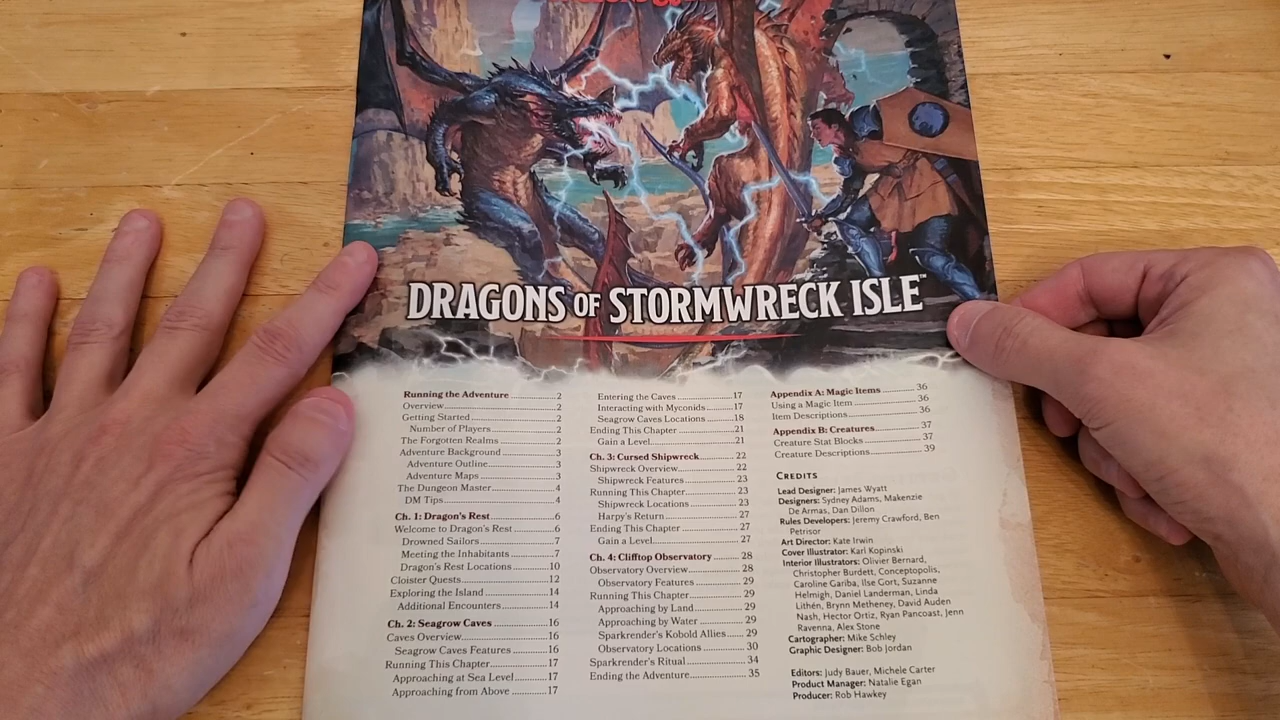 DRAGONS OF STORMWRECK ISLE™
Running the Adventure ............ 2
Overview ............ 2
Getting Started ............ 2
Number of Players ............ 2
The Forgotten Realms ............ 2
Adventure Background ............ 3
Adventure Outline ............ 3
Adventure Maps ............ 3
The Dungeon Master ............ 4
DM Tips ............ 4
Ch. 1: Dragon's Rest ............ 6
Welcome to Dragon's Rest ............ 6
Drowned Sailors ............ 7
Meeting the Inhabitants ............ 7
Dragon's Rest Locations ............ 10
Cloister Quests ............ 12
Exploring the Island ............ 14
Additional Encounters ............ 14
Ch. 2: Seagrow Caves ............ 16
Caves Overview ............ 16
Seagrow Caves Features ............ 16
Running This Chapter ............ 17
Approaching at Sea Level ............ 17
Approaching from Above ............ 17
Entering the Caves ............ 17
Interacting with Myconids ............ 17
Seagrow Caves Locations ............ 18
Ending This Chapter ............ 21
Gain a Level ............ 21
Ch. 3: Cursed Shipwreck ............ 22
Shipwreck Overview ............ 22
Shipwreck Features ............ 23
Running This Chapter ............ 23
Shipwreck Locations ............ 23
Harpy's Return ............ 27
Ending This Chapter ............ 27
Gain a Level ............ 27
Ch. 4: Clifftop Observatory ............ 28
Observatory Overview ............ 28
Observatory Features ............ 29
Running This Chapter ............ 29
Approaching by Land ............ 29
Approaching by Water ............ 29
Sparkrender's Kobold Allies ............ 29
Observatory Locations ............ 30
Sparkrender's Ritual ............ 34
Ending the Adventure ............ 35
Appendix A: Magic Items ............ 36
Using a Magic Item ............ 36
Item Descriptions ............ 36
Appendix B: Creatures ............ 37
Creature Stat Blocks ............ 37
Creature Descriptions ............ 39
CREDITS
Lead Designer: James Wyatt
Designers: Sydney Adams, Makenzie
De Armas, Dan Dillon
Rules Developers: Jeremy Crawford, Ben
Petrisor
Art Director: Kate Irwin
Cover Illustrator: Karl Kopinski
Interior Illustrators: Olivier Bernard,
Christopher Burdett, Conceptopolis,
Caroline Gariba, Ilse Gort, Suzanne
Helmigh, Daniel Landerman, Linda
Lithén, Brynn Metheney, David Auden
Nash, Hector Ortiz, Ryan Pancoast, Jenn
Ravenna, Alex Stone
Cartographer: Mike Schley
Graphic Designer: Bob Jordan
Editors: Judy Bauer, Michele Carter
Product Manager: Natalie Egan
Producer: Rob Hawkey